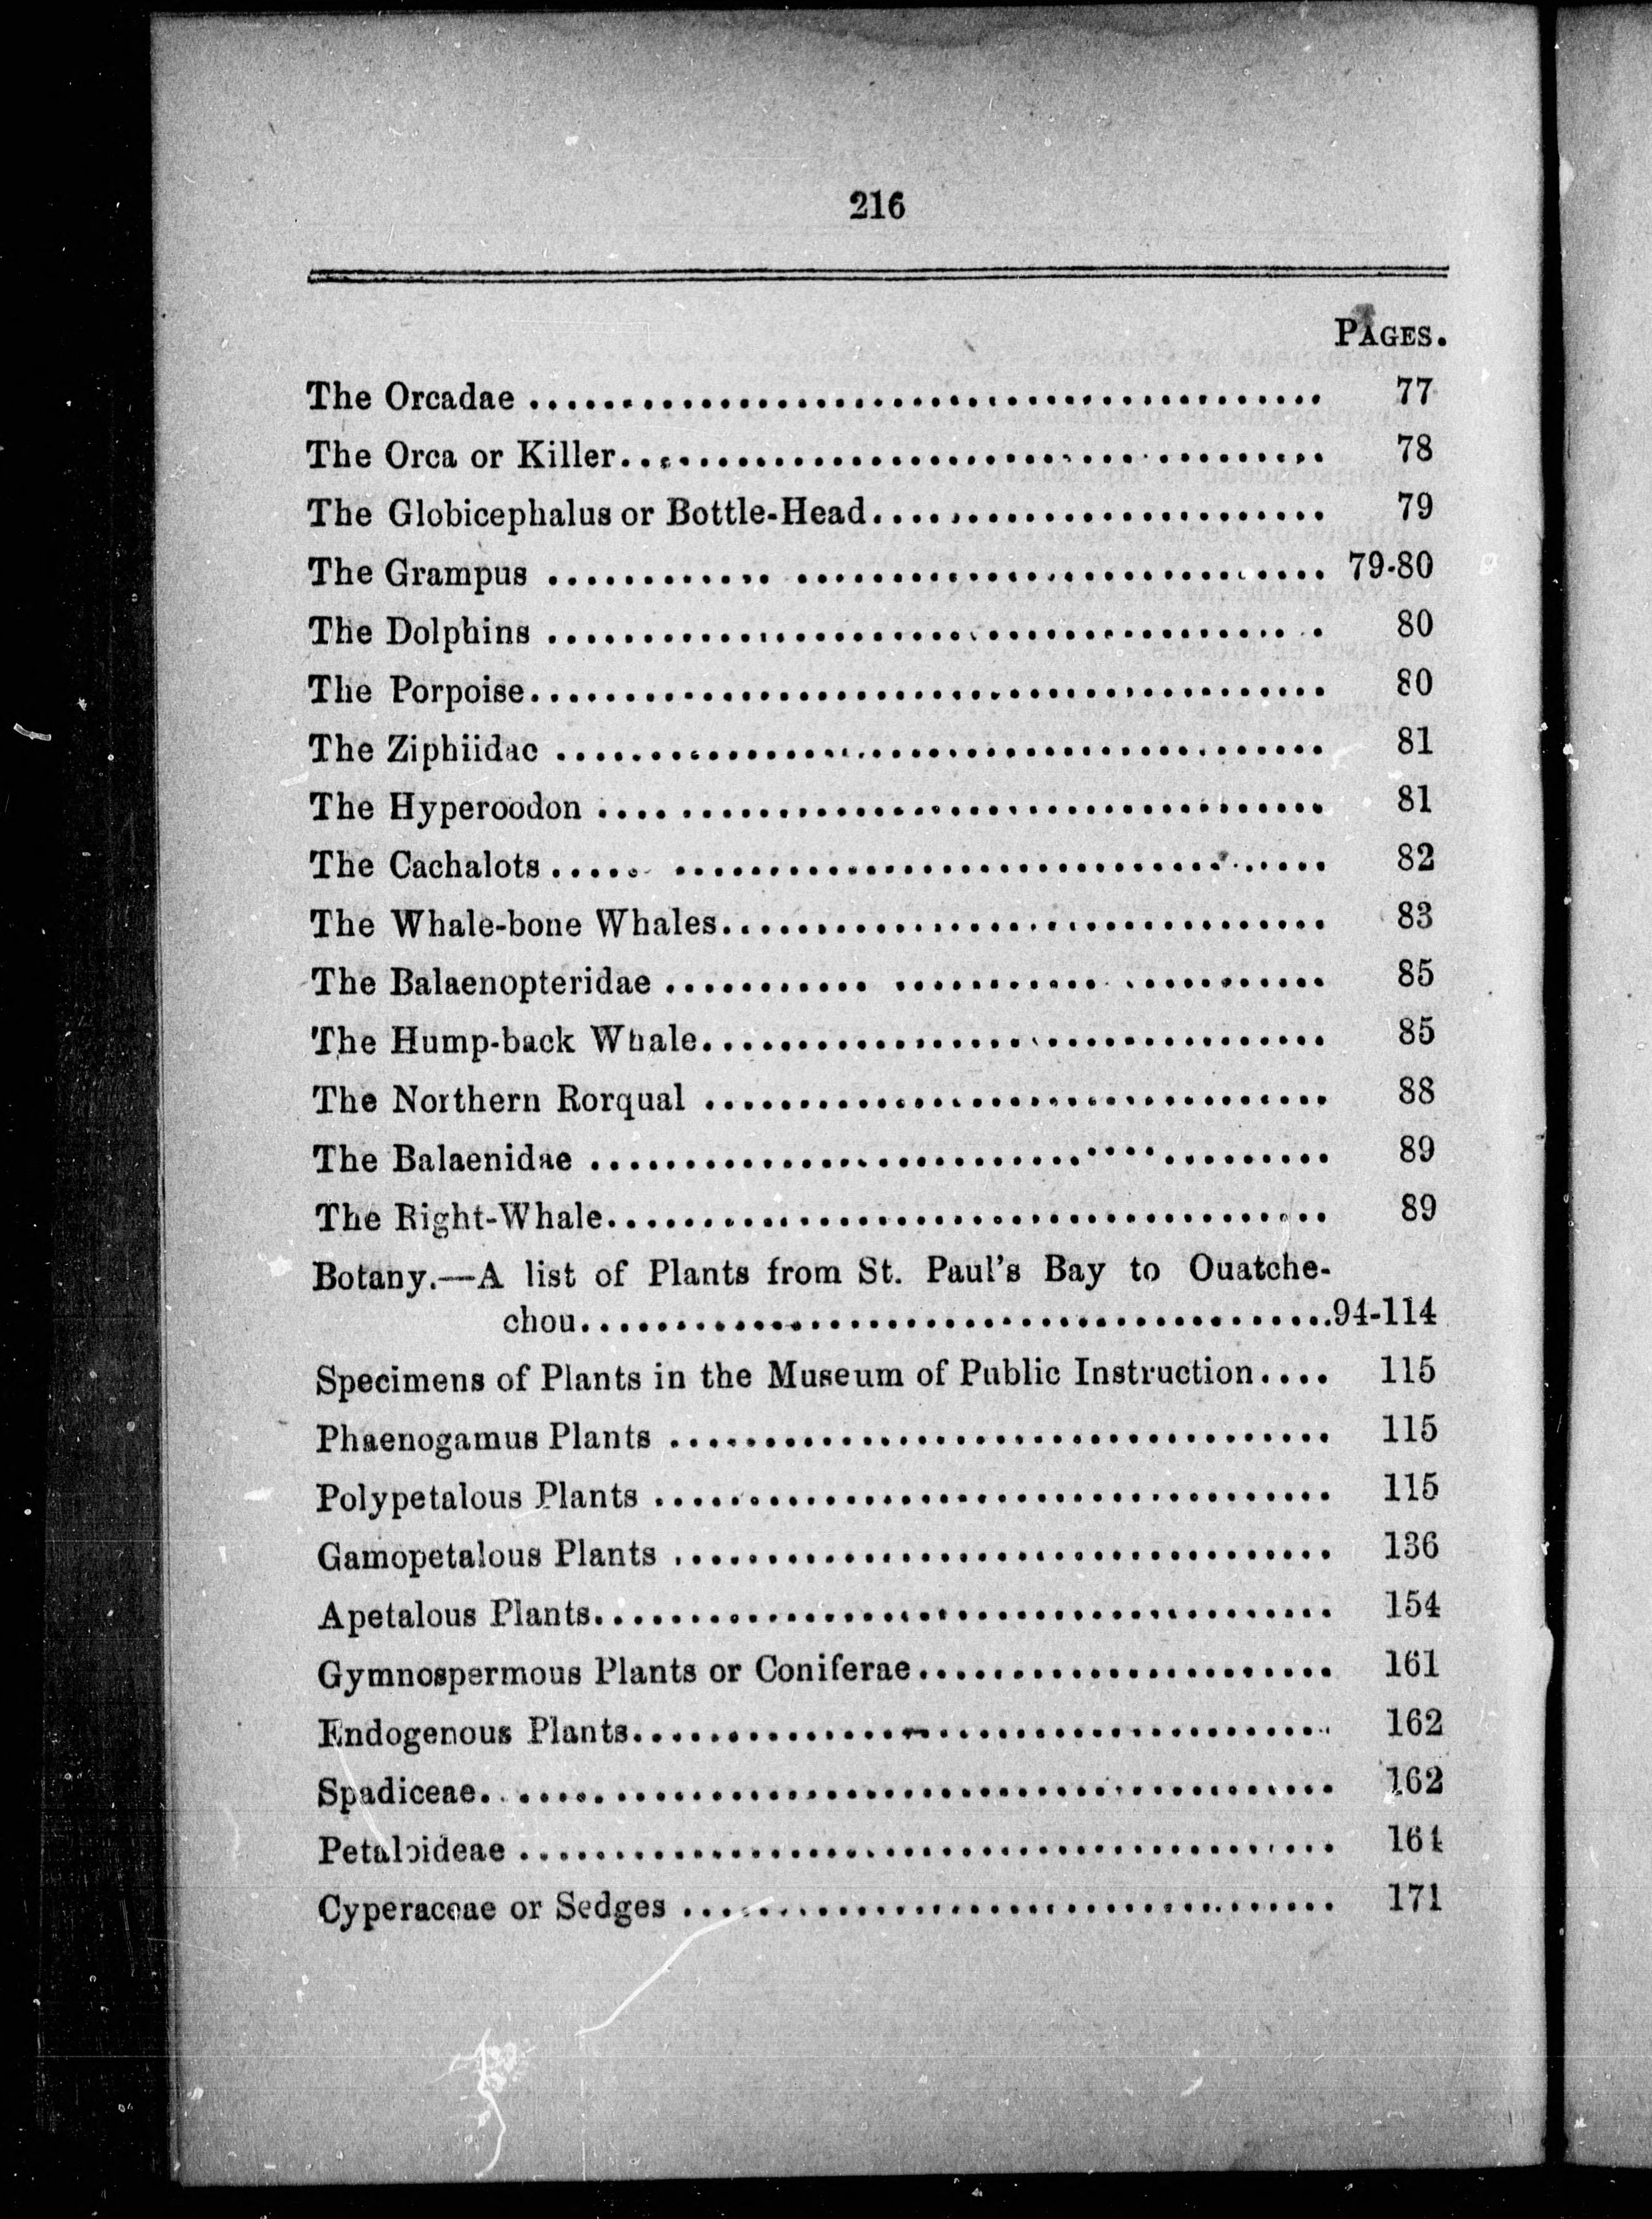 216
PAGES.
The Orcadae ........................................ 77
The Orca or Killer..................................... 78
The Globicephalus or Bottle-Head........................ 79
The Grampus ........................................ 79-80
The Dolphins ........................................ 80
The Porpoise.......................................... 80
The Ziphiidae ........................................ 81
The Hyperoodon ...................................... 81
The Cachalots ........................................ 82
The Whale-bone Whales................................ 83
The Balaenopteridae .................................. 85
The Hump-back Whale................................. 85
The Northern Rorqual ................................. 88
The Balaenidae ....................................... 89
The Right-Whale...................................... 89
Botany.—A list of Plants from St. Paul's Bay to Ouatche-
chou........................................94-114
Specimens of Plants in the Museum of Public Instruction.... 115
Phaenogamus Plants ................................... 115
Polypetalous Plants .................................... 115
Gamopetalous Plants ................................... 136
Apetalous Plants....................................... 154
Gymnospermous Plants or Coniferae...................... 161
Endogenous Plants..................................... 162
Spadiceae............................................. 162
Petaloideae ........................................... 164
Cyperaceae or Sedges ................................... 171